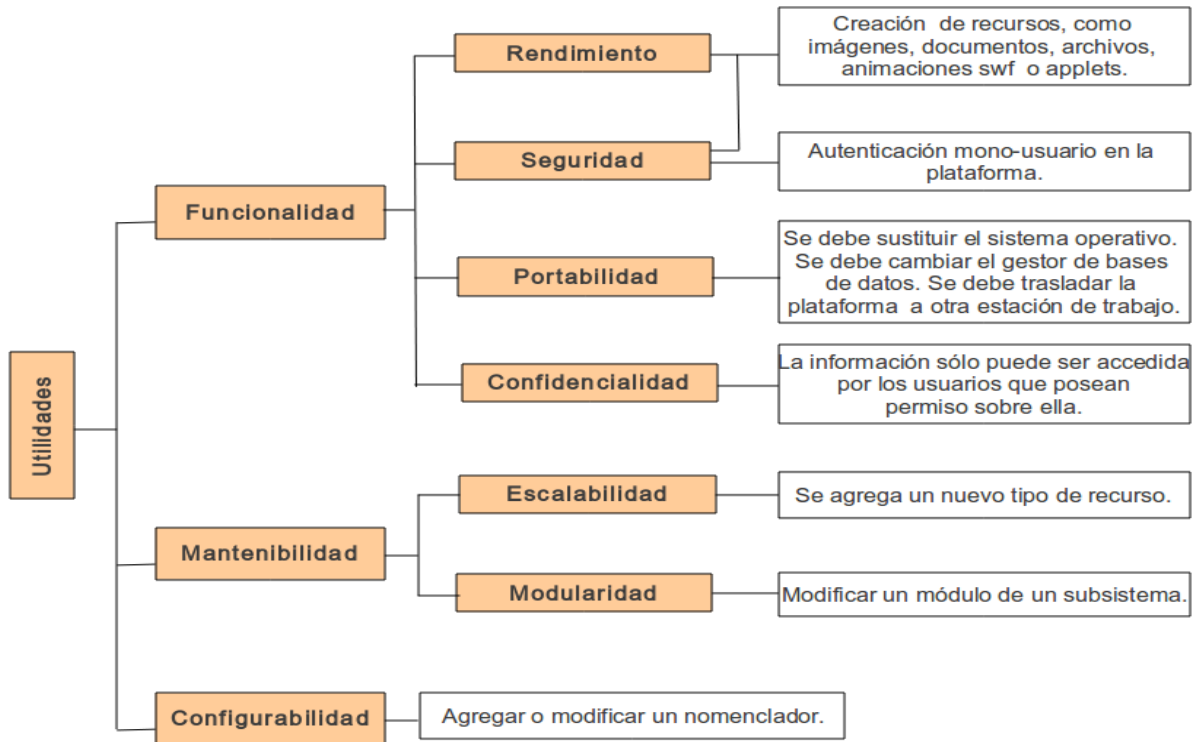 Utilidades
Funcionalidad
Rendimiento
Creación de recursos, como
imágenes, documentos, archivos,
animaciones swf o applets.
Seguridad
Autenticación mono-usuario en la
plataforma.
Portabilidad
Se debe sustituir el sistema operativo.
Se debe cambiar el gestor de bases
de datos. Se debe trasladar la
plataforma a otra estación de trabajo.
Confidencialidad
La información sólo puede ser accedida
por los usuarios que posean
permiso sobre ella.
Mantenibilidad
Escalabilidad
Se agrega un nuevo tipo de recurso.
Modularidad
Modificar un módulo de un subsistema.
Configurabilidad
Agregar o modificar un nomenclador.